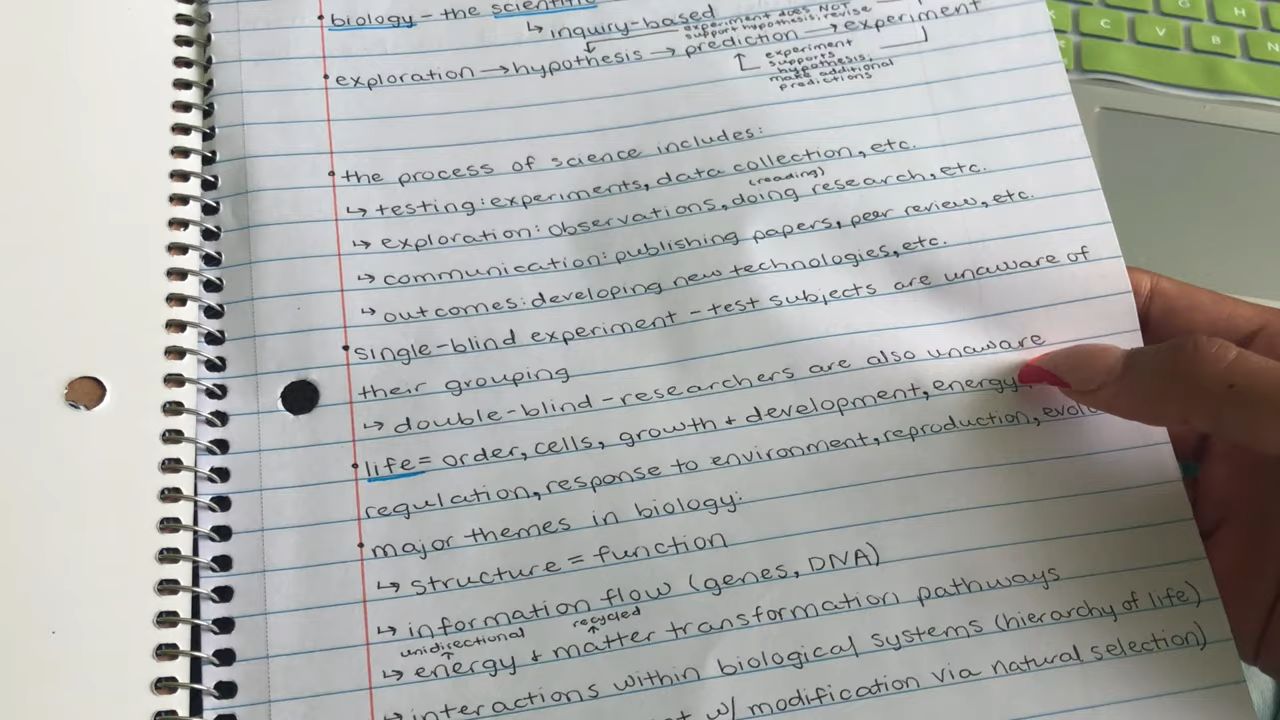 • biology - the scientific
↳ inquiry-based
experiment does NOT
support hypothesis; revise
• exploration → hypothesis → prediction → experiment
experiment
supports
hypothesis,
make additional
predictions
• the process of science includes:
↳ testing: experiments, data collection, etc.
(reading)
↳ exploration: observations, doing research, etc.
↳ communication: publishing papers, peer review, etc.
↳ outcomes: developing new technologies, etc.
• single-blind experiment - test subjects are unaware of
their grouping
↳ double-blind - researchers are also unaware
• life = order, cells, growth + development, energy
regulation, response to environment, reproduction, evolu
• major themes in biology:
↳ structure = function
↳ information flow (genes, DNA)
unidirectional recycled
↳ energy + matter transformation pathways
↳ interactions within biological systems (hierarchy of life)
w/ modification via natural selection)
C V B N G H